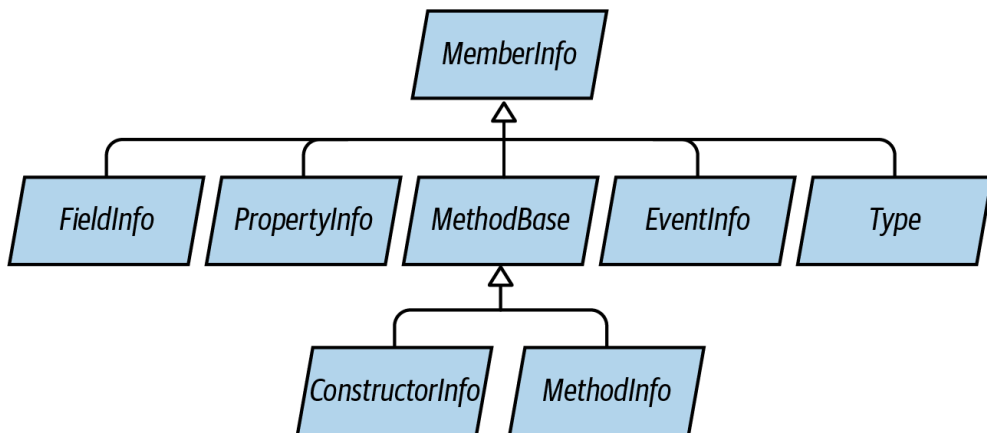 MemberInfo
FieldInfo
PropertyInfo
MethodBase
EventInfo
Type
ConstructorInfo
MethodInfo